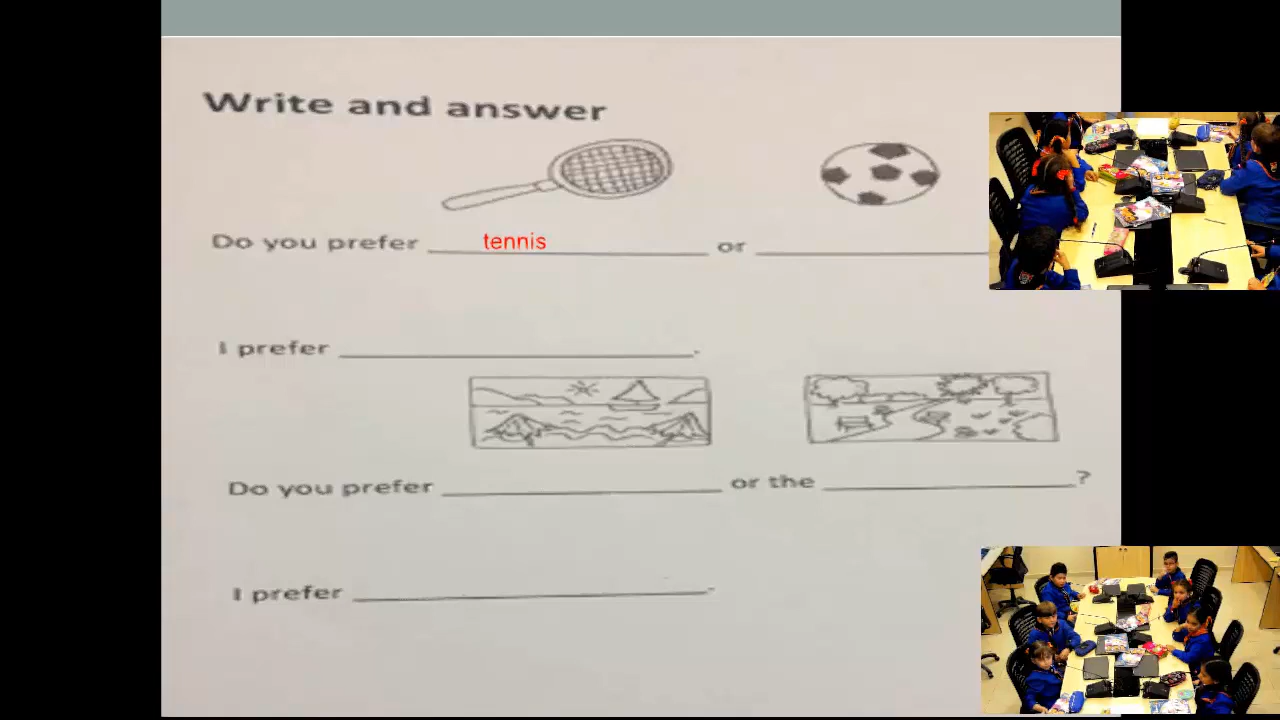 Write and answer
Do you prefer tennis or
I prefer .
Do you prefer or the ?
I prefer .